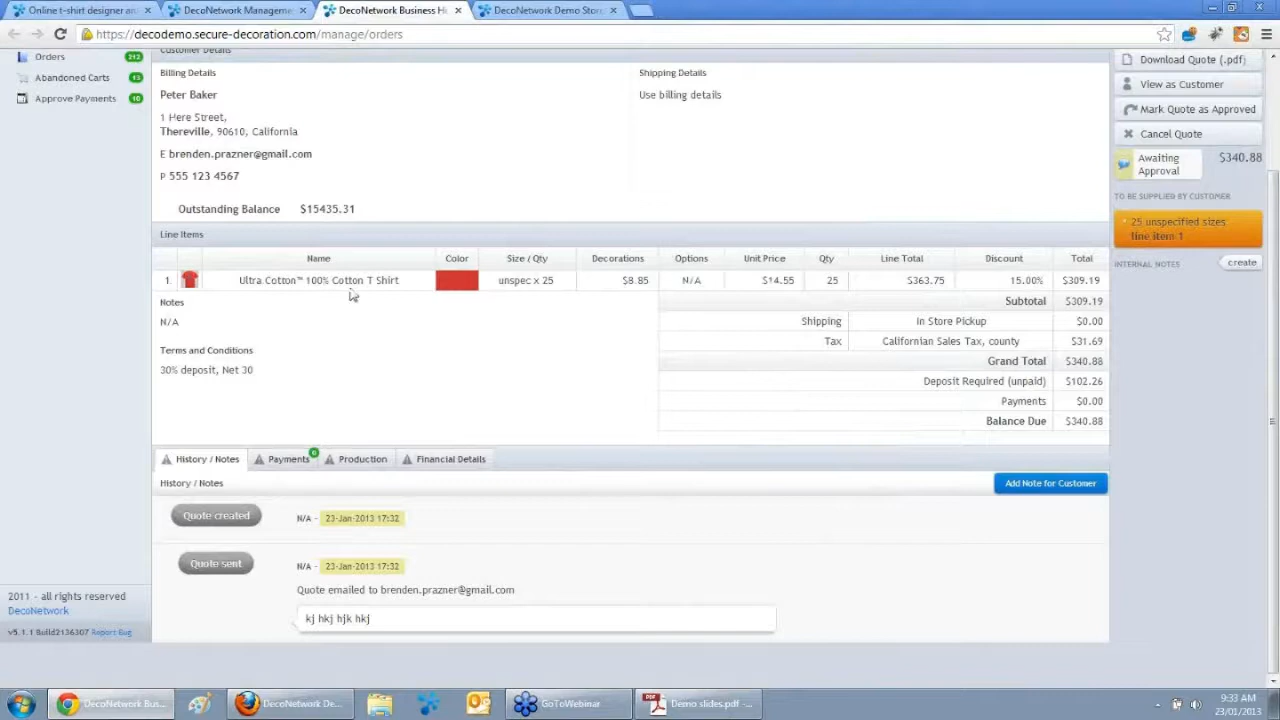 Online t-shirt designer an
DecoNetwork Management
DecoNetwork Business H
DecoNetwork Demo Stor
https://decodemo.secure-decoration.com/manage/orders
Orders 212
Abandoned Carts 13
Approve Payments 10
Customer Details
Billing Details
Shipping Details
Peter Baker
Use billing details
1 Here Street,
Thereville, 90610, California
E brenden.prazner@gmail.com
P 555 123 4567
Outstanding Balance $15435.31
Line Items
Name Color Size / Qty Decorations Options Unit Price Qty Line Total Discount Total
1. Ultra Cotton™ 100% Cotton T Shirt unspec x 25 $8.85 N/A $14.55 25 $363.75 15.00% $309.19
Notes
N/A
Terms and Conditions
30% deposit, Net 30
Subtotal $309.19
Shipping In Store Pickup $0.00
Tax Californian Sales Tax, county $31.69
Grand Total $340.88
Deposit Required (unpaid) $102.26
Payments $0.00
Balance Due $340.88
History / Notes
Payments 0
Production
Financial Details
History / Notes
Add Note for Customer
Quote created
N/A - 23-Jan-2013 17:32
Quote sent
N/A - 23-Jan-2013 17:32
Quote emailed to brenden.prazner@gmail.com
kj hkj hjk hkj
Download Quote (.pdf)
View as Customer
Mark Quote as Approved
Cancel Quote
Awaiting
Approval
$340.88
TO BE SUPPLIED BY CUSTOMER
25 unspecified sizes
line item 1
INTERNAL NOTES
create
2011 - all rights reserved
DecoNetwork
v5.1.1 Build2136307 Report Bug
DecoNetwork Bus...
DecoNetwork De...
GoToWebinar
Demo slides.pdf -...
9:33 AM
23/01/2013